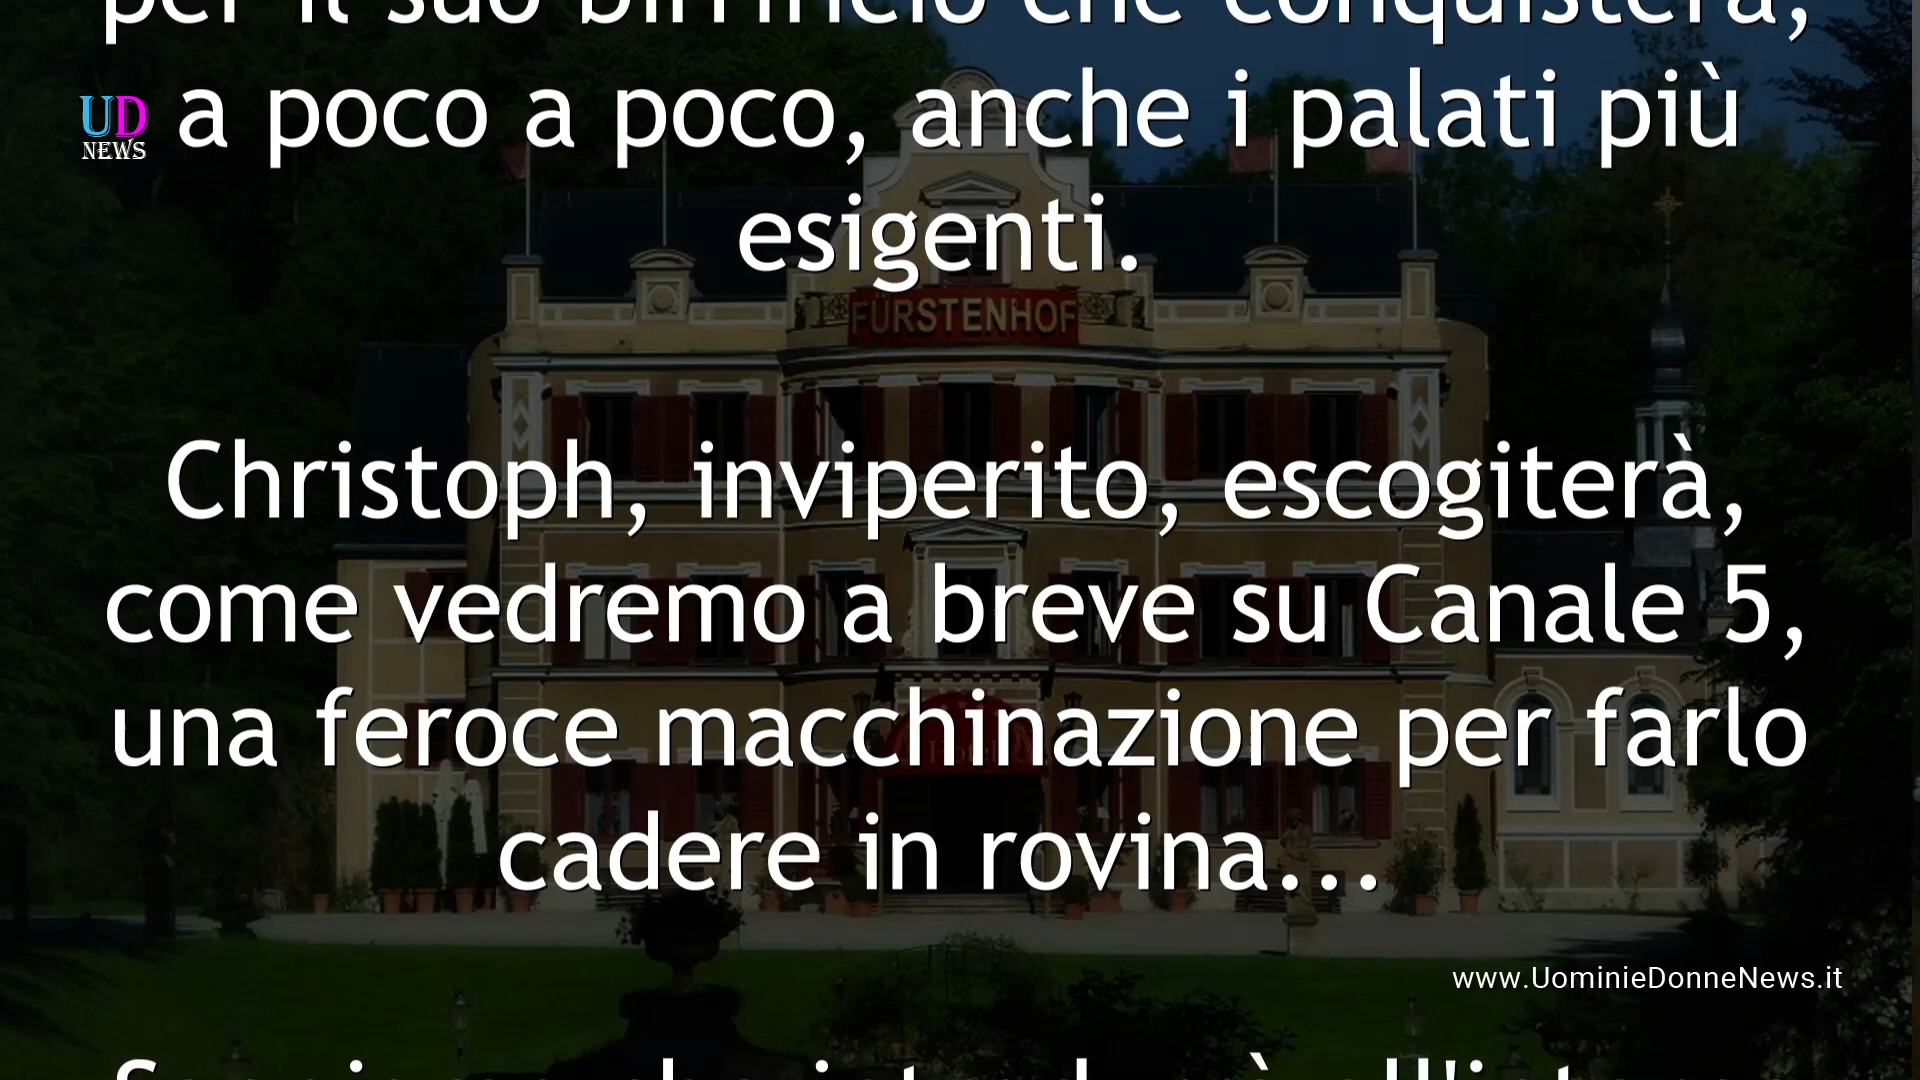 per il suo birrificio che conquisterà,
a poco a poco, anche i palati più
esigenti.
UD
NEWS
FÜRSTENHOF
Christoph, inviperito, escogiterà,
come vedremo a breve su Canale 5,
una feroce macchinazione per farlo
cadere in rovina...
Hotel
www.UominieDonneNews.it